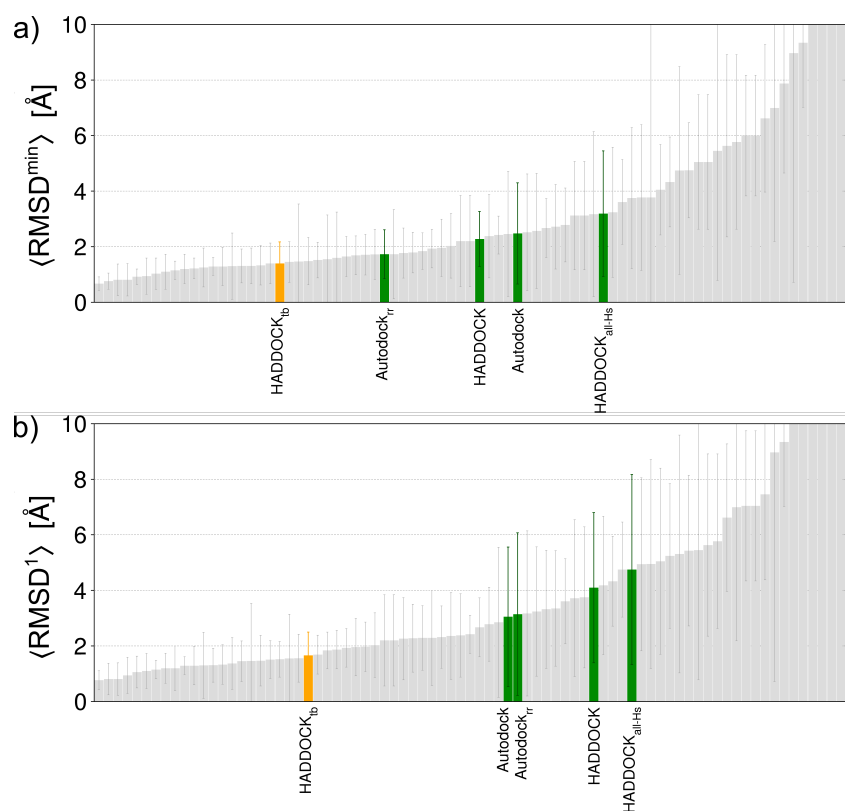 a)
⟨RMSD^min⟩ [Å]
10
8
6
4
2
0
HADDOCK_tb
Autodock_rr
HADDOCK
Autodock
HADDOCK_all-Hs
b)
⟨RMSD^1⟩ [Å]
10
8
6
4
2
0
HADDOCK_tb
Autodock
Autodock_rr
HADDOCK
HADDOCK_all-Hs